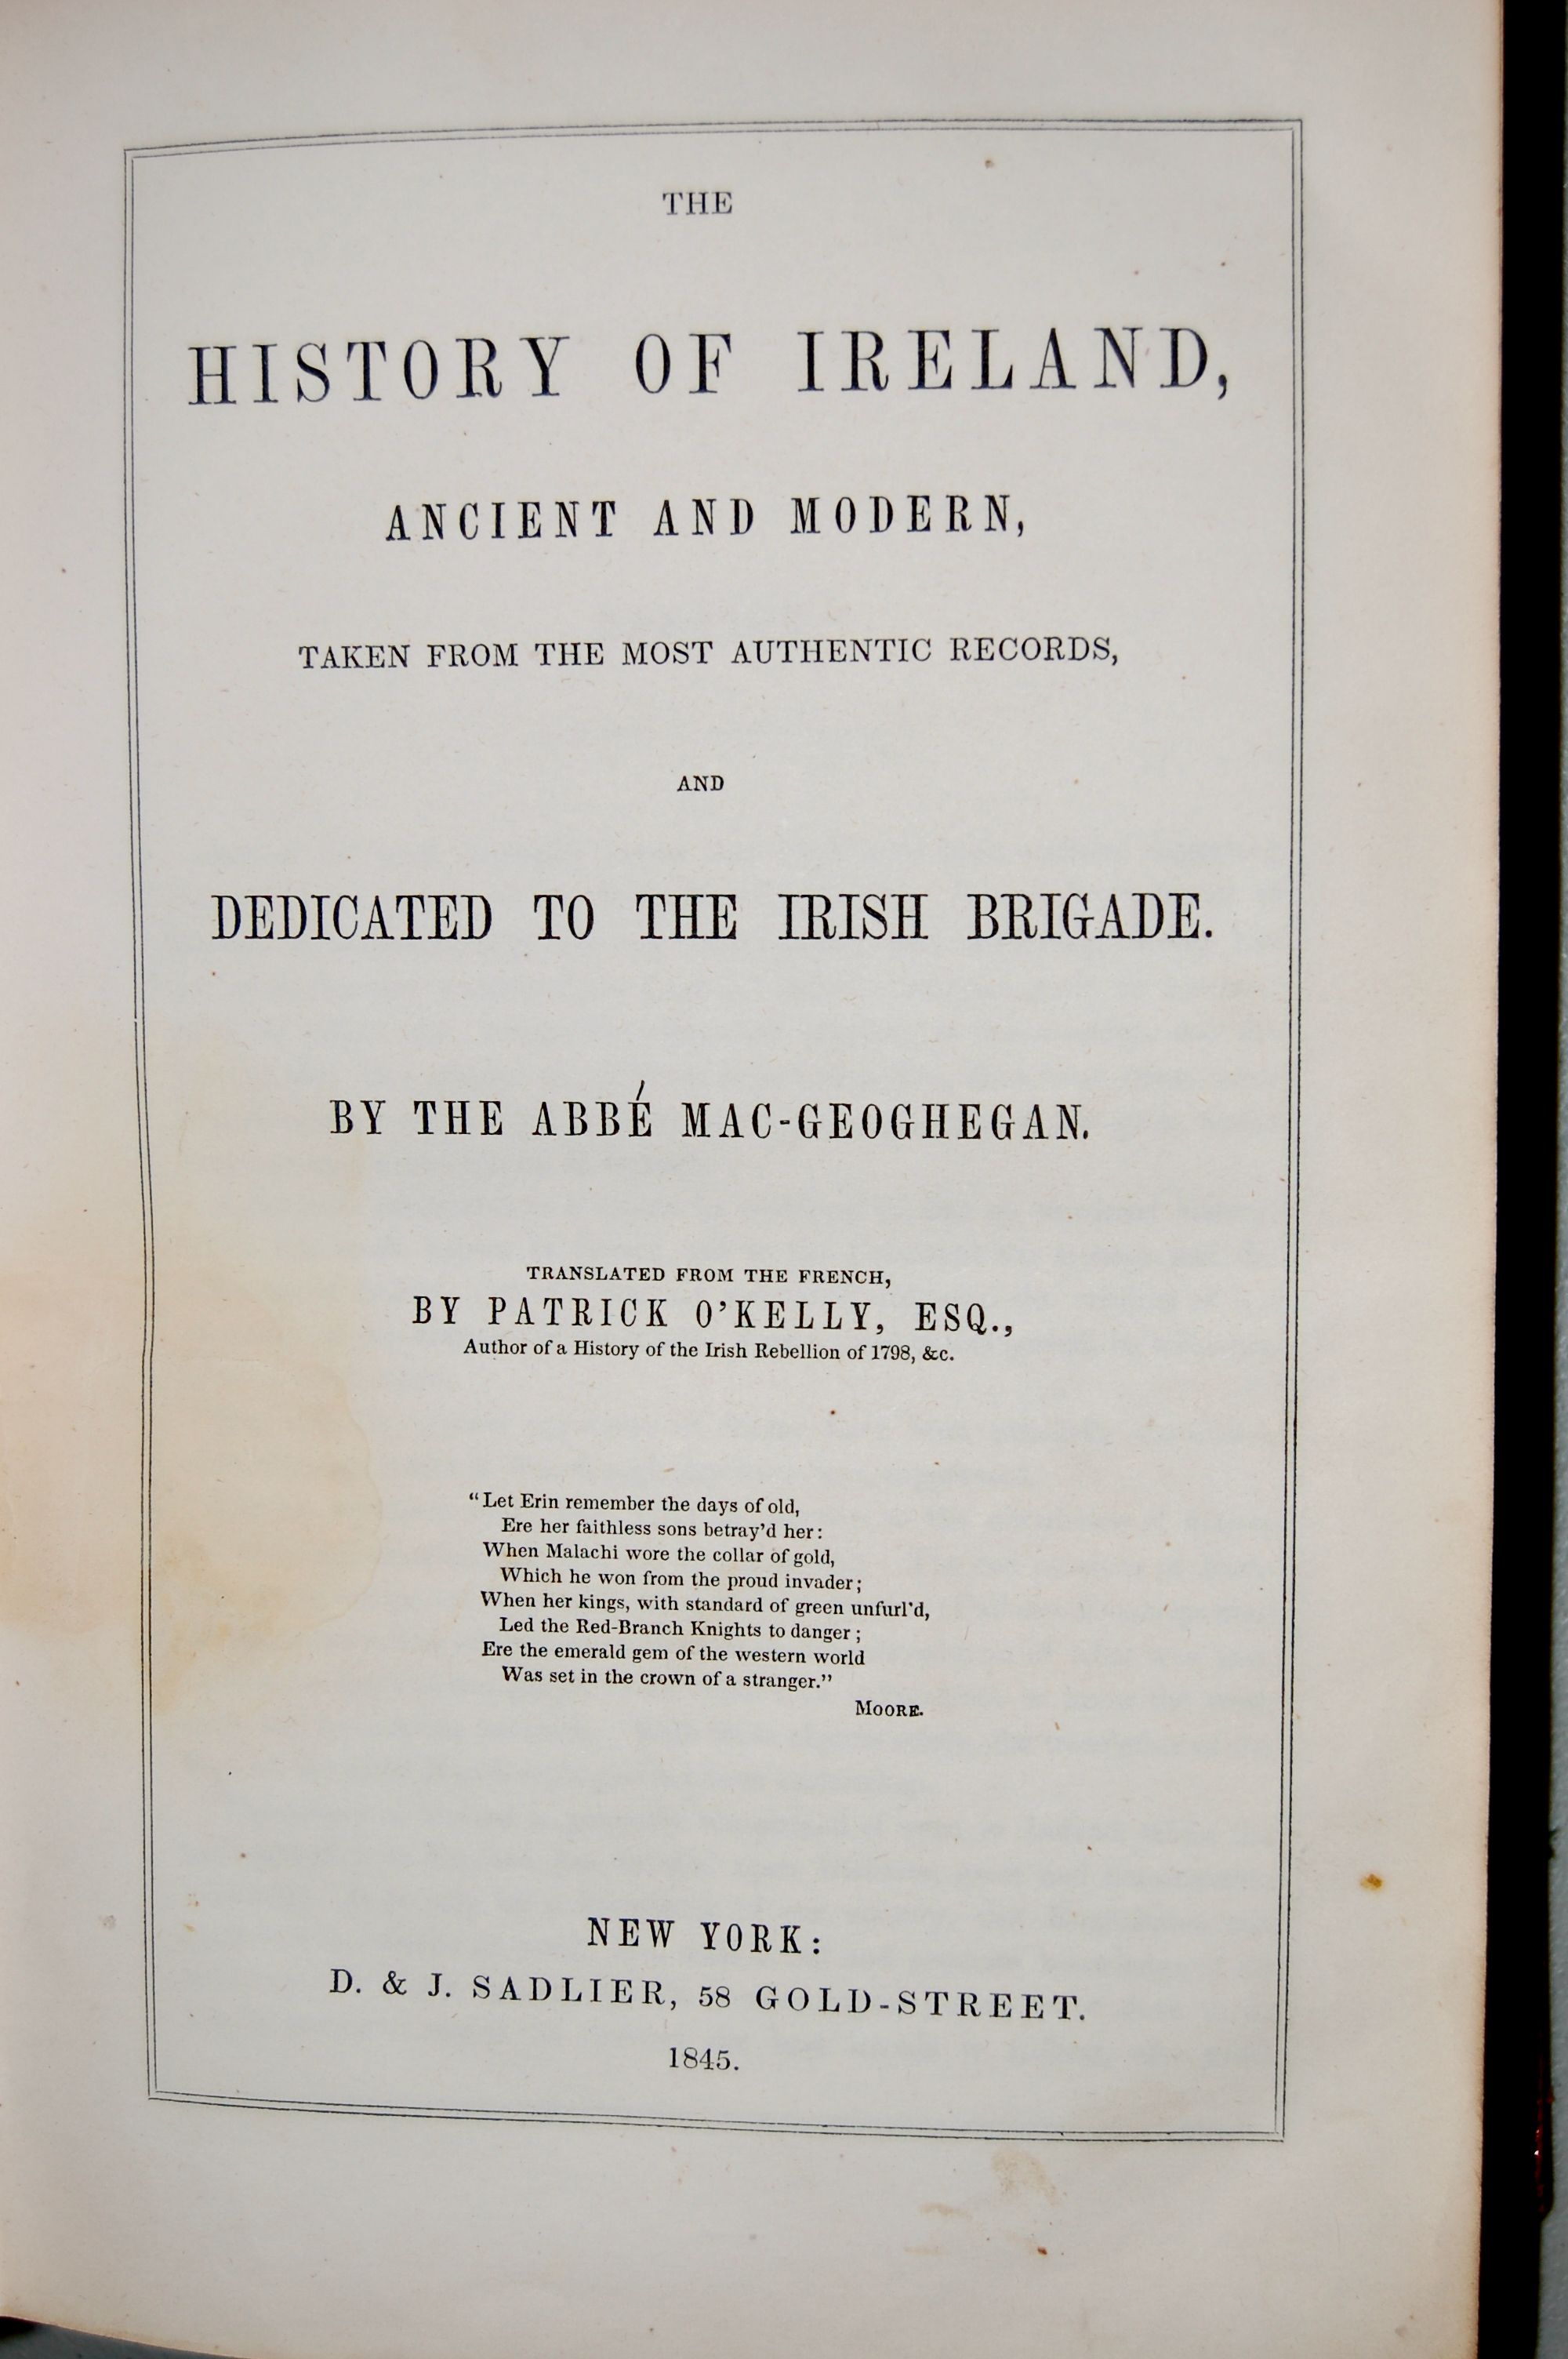 THE
HISTORY OF IRELAND,
ANCIENT AND MODERN,
TAKEN FROM THE MOST AUTHENTIC RECORDS,
AND
DEDICATED TO THE IRISH BRIGADE.
BY THE ABBÉ MAC-GEOGHEGAN.
TRANSLATED FROM THE FRENCH,
BY PATRICK O'KELLY, ESQ.,
Author of a History of the Irish Rebellion of 1798, &c.
"Let Erin remember the days of old,
Ere her faithless sons betray'd her:
When Malachi wore the collar of gold,
Which he won from the proud invader;
When her kings, with standard of green unfurl'd,
Led the Red-Branch Knights to danger;
Ere the emerald gem of the western world
Was set in the crown of a stranger."
MOORE.
NEW YORK:
D. & J. SADLIER, 58 GOLD-STREET.
1845.